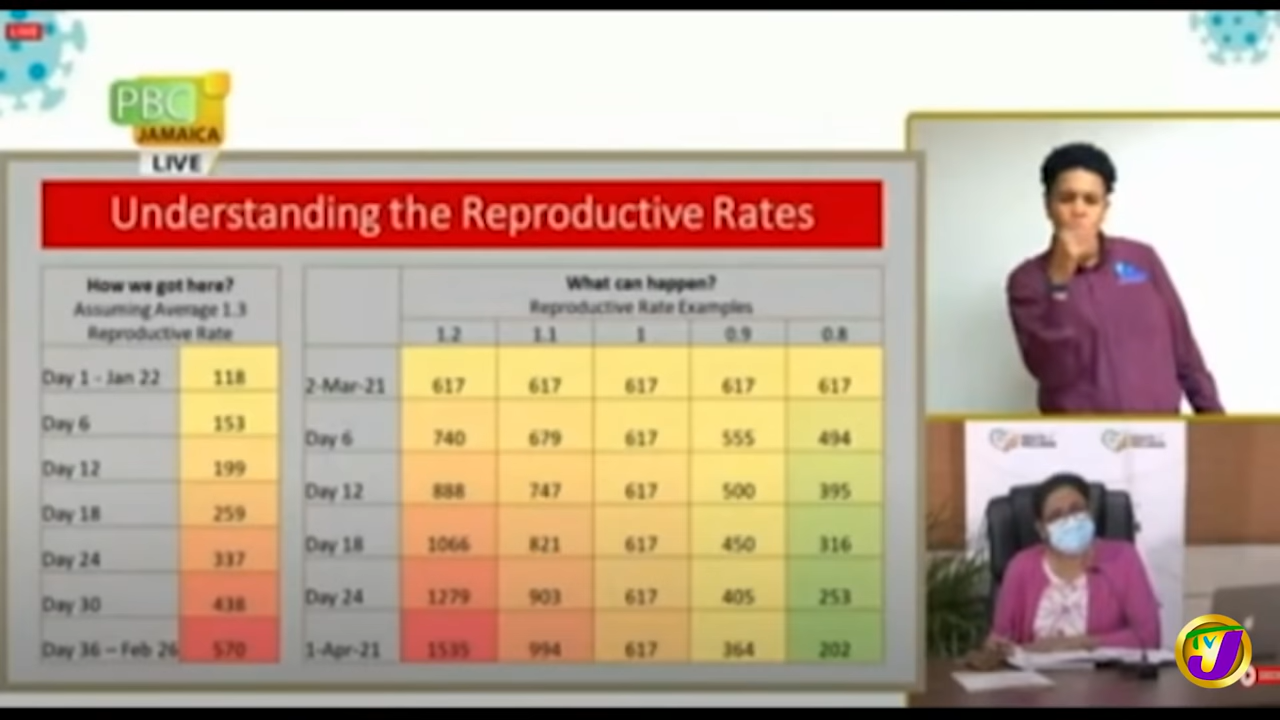 LIVE
PBC
JAMAICA
LIVE
Understanding the Reproductive Rates
How we got here?
Assuming Average 1.3
Reproductive Rate
Day 1 - Jan 22 118
Day 6 153
Day 12 199
Day 18 259
Day 24 337
Day 30 438
Day 36 – Feb 26 570
What can happen?
Reproductive Rate Examples
1.2 1.1 1 0.9 0.8
2-Mar-21 617 617 617 617 617
Day 6 740 679 617 555 494
Day 12 888 747 617 500 395
Day 18 1066 821 617 450 316
Day 24 1279 903 617 405 253
1-Apr-21 1535 994 617 364 202
TVJ